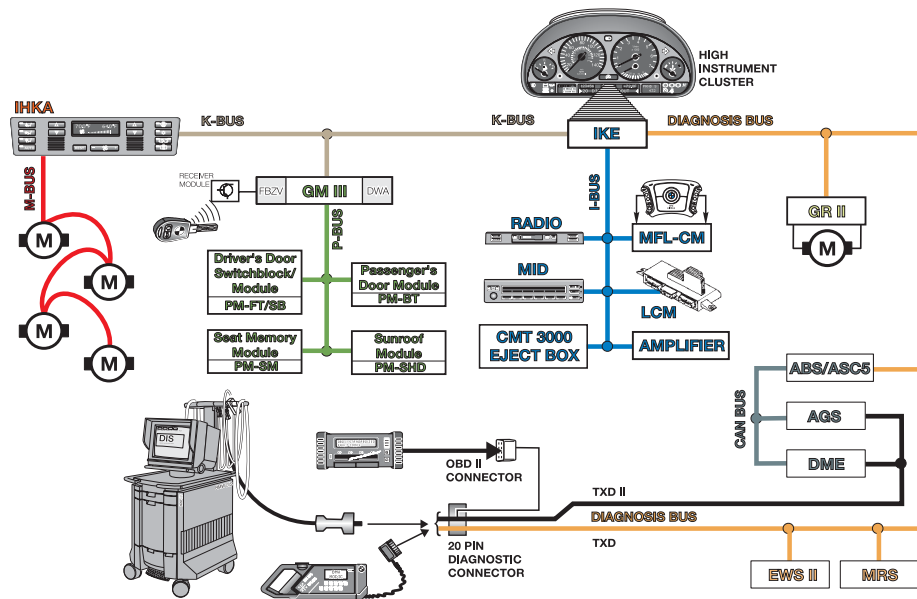 HIGH
INSTRUMENT
CLUSTER
IHKA
K-BUS
K-BUS
IKE
DIAGNOSIS BUS
M-BUS
RECEIVER
MODULE
FBZV
GM III
DWA
I-BUS
P-BUS
RADIO
MFL-CM
GR II
M
M
M
M
M
Driver's Door
Switchblock/
Module
PM-FT/SB
Passenger's
Door Module
PM-BT
MID
LCM
Seat Memory
Module
PM-SM
Sunroof
Module
PM-SHD
CMT 3000
EJECT BOX
AMPLIFIER
ABS/ASC5
CAN BUS
AGS
DME
DIS
OBD II
CONNECTOR
TXD II
DIAGNOSIS BUS
TXD
20 PIN
DIAGNOSTIC
CONNECTOR
EWS II
MRS